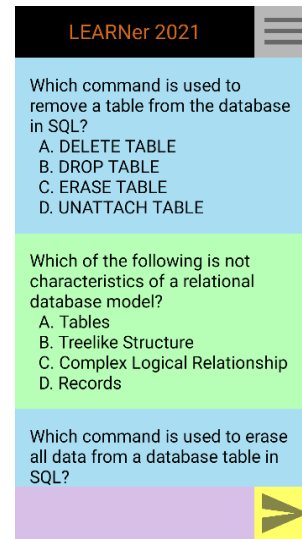 LEARNer 2021
Which command is used to
remove a table from the database
in SQL?
A. DELETE TABLE
B. DROP TABLE
C. ERASE TABLE
D. UNATTACH TABLE
Which of the following is not
characteristics of a relational
database model?
A. Tables
B. Treelike Structure
C. Complex Logical Relationship
D. Records
Which command is used to erase
all data from a database table in
SQL?